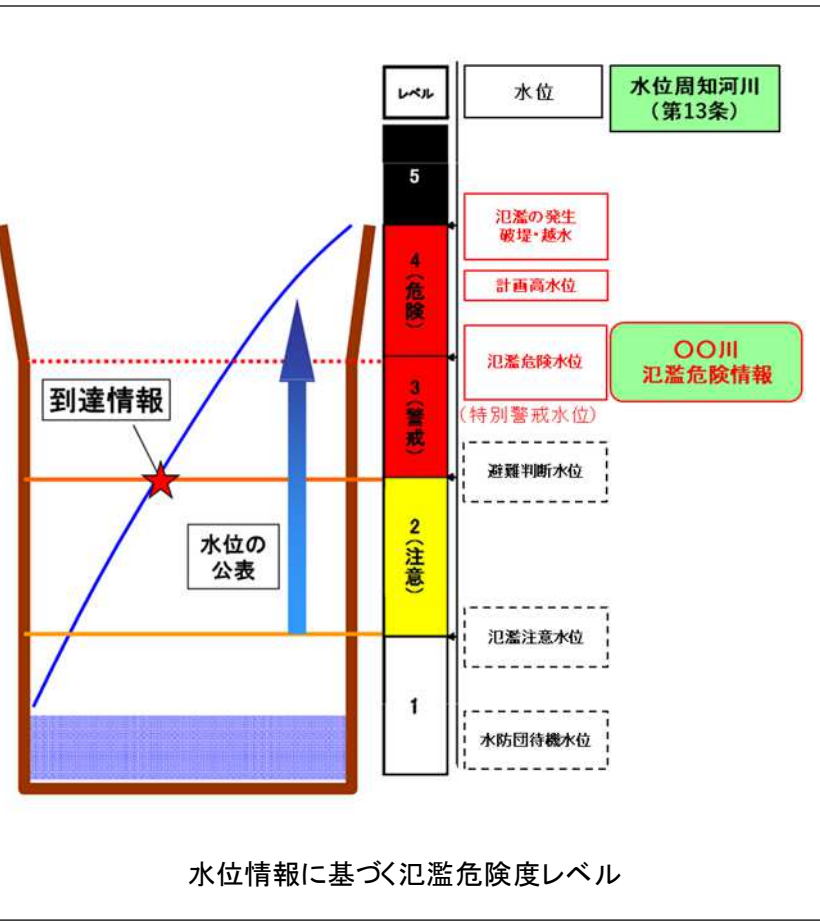 レベル
水位
水位周知河川
（第13条）
5
氾濫の発生
破堤・越水
4（危険）
計画高水位
氾濫危険水位
〇〇川
氾濫危険情報
（特別警戒水位）
到達情報
3（警戒）
避難判断水位
水位の
公表
2（注意）
氾濫注意水位
1
水防団待機水位
水位情報に基づく氾濫危険度レベル